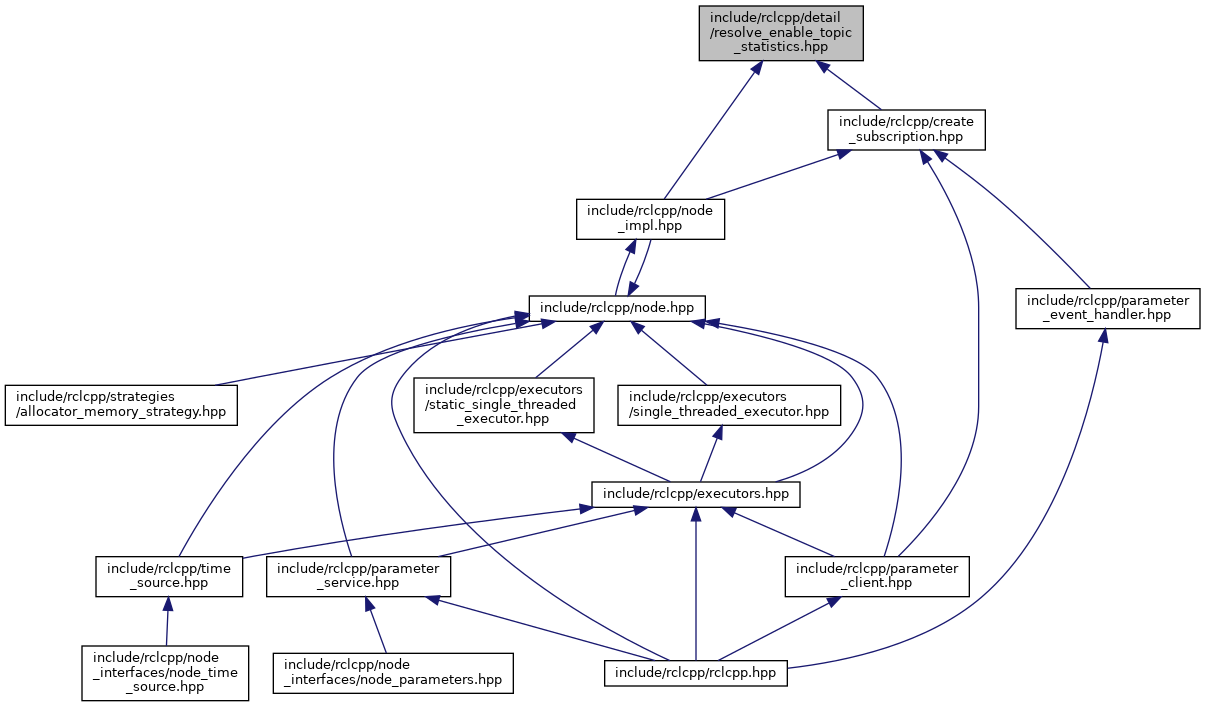 include/rclcpp/detail
/resolve_enable_topic
_statistics.hpp
include/rclcpp/create
_subscription.hpp
include/rclcpp/node
_impl.hpp
include/rclcpp/node.hpp
include/rclcpp/parameter
_event_handler.hpp
include/rclcpp/strategies
/allocator_memory_strategy.hpp
include/rclcpp/executors
/static_single_threaded
_executor.hpp
include/rclcpp/executors
/single_threaded_executor.hpp
include/rclcpp/executors.hpp
include/rclcpp/time
_source.hpp
include/rclcpp/parameter
_service.hpp
include/rclcpp/parameter
_client.hpp
include/rclcpp/node
_interfaces/node_time
_source.hpp
include/rclcpp/node
_interfaces/node_parameters.hpp
include/rclcpp/rclcpp.hpp